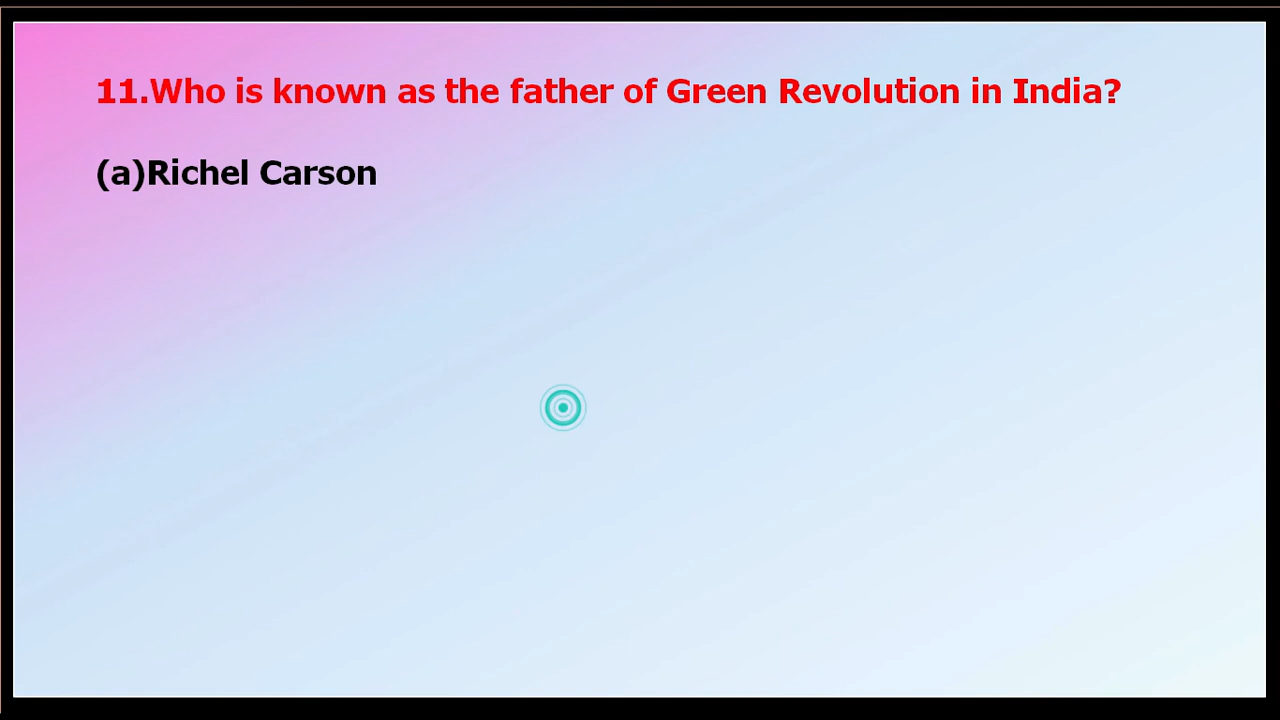 11.Who is known as the father of Green Revolution in India?
(a)Richel Carson